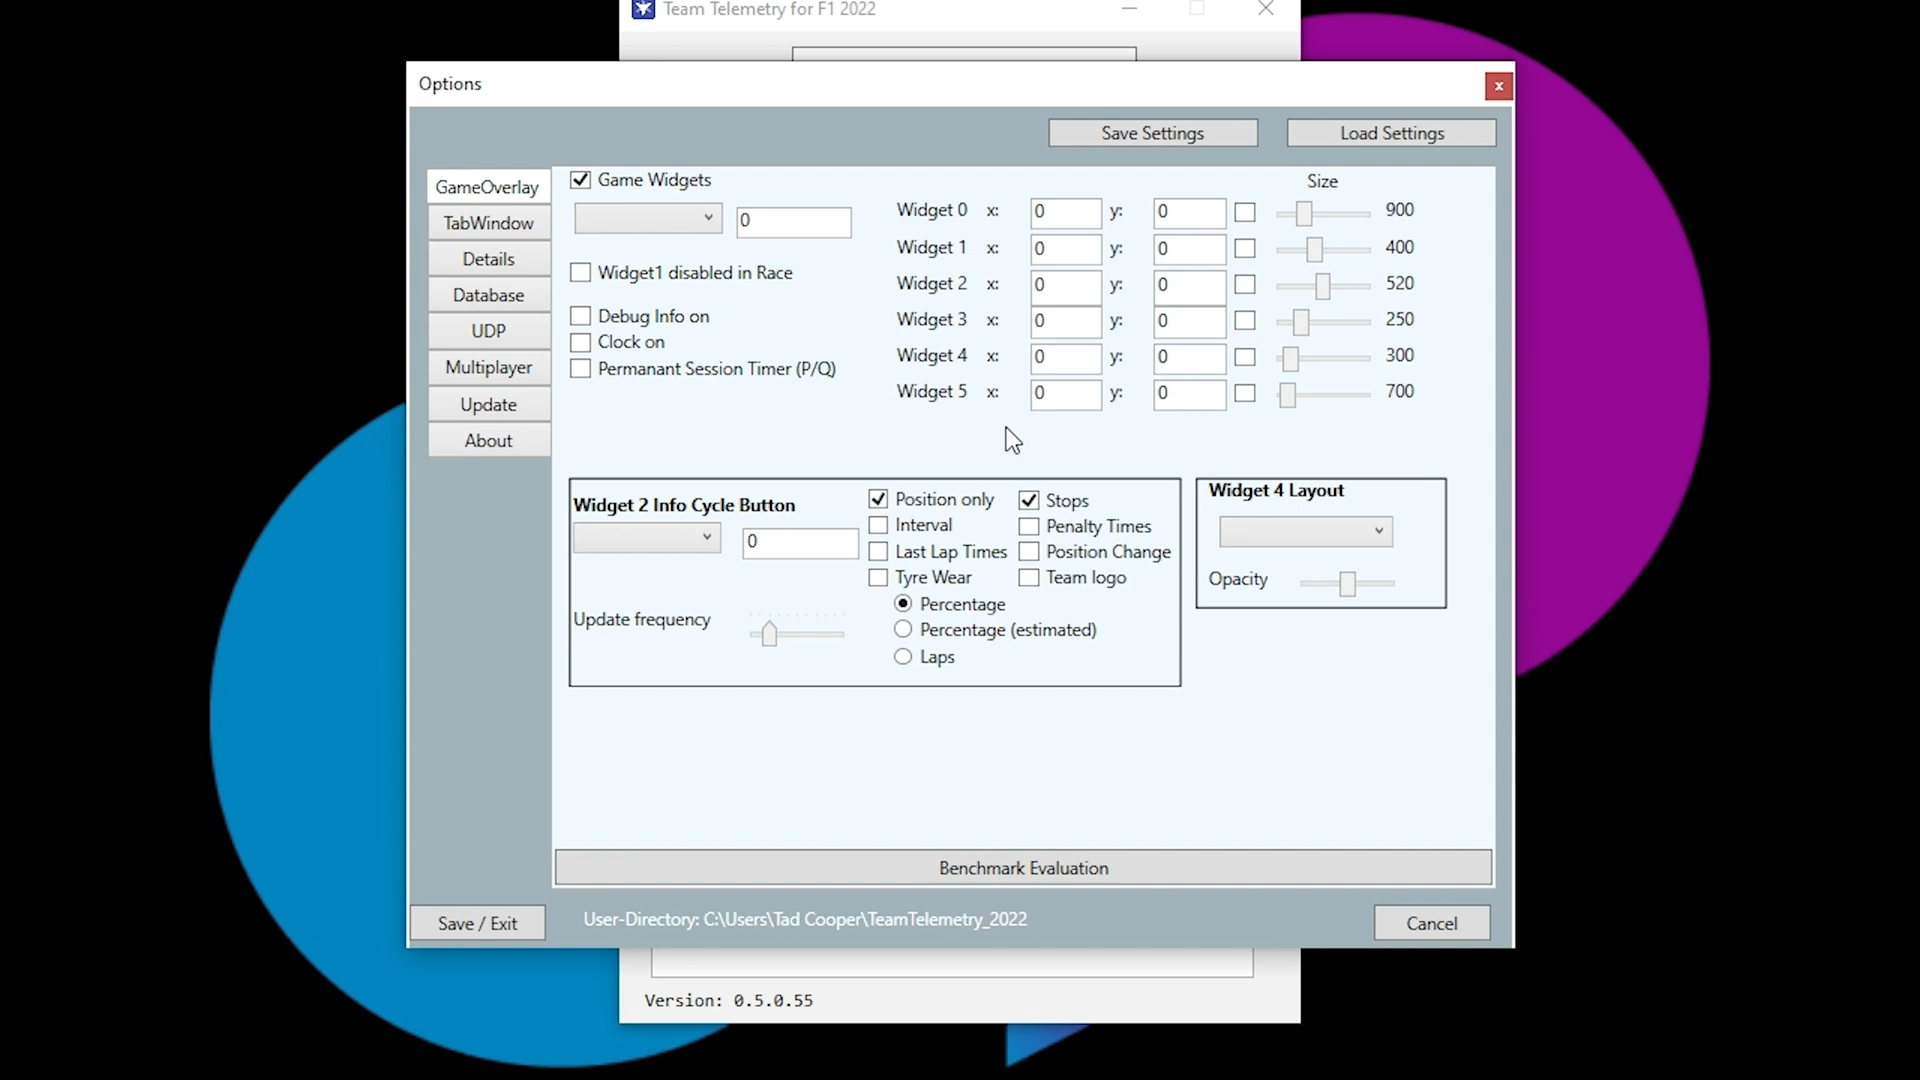 Team Telemetry for F1 2022
Options
x
Save Settings
Load Settings
GameOverlay
TabWindow
Details
Database
UDP
Multiplayer
Update
About
Game Widgets
0
Widget1 disabled in Race
Debug Info on
Clock on
Permanant Session Timer (P/Q)
Size
Widget 0 x: 0 y: 0 900
Widget 1 x: 0 y: 0 400
Widget 2 x: 0 y: 0 520
Widget 3 x: 0 y: 0 250
Widget 4 x: 0 y: 0 300
Widget 5 x: 0 y: 0 700
Widget 2 Info Cycle Button
0
Update frequency
Position only
Interval
Last Lap Times
Tyre Wear
Percentage
Percentage (estimated)
Laps
Stops
Penalty Times
Position Change
Team logo
Widget 4 Layout
Opacity
Benchmark Evaluation
Save / Exit
User-Directory: C:\Users\Tad Cooper\TeamTelemetry_2022
Cancel
Version: 0.5.0.55